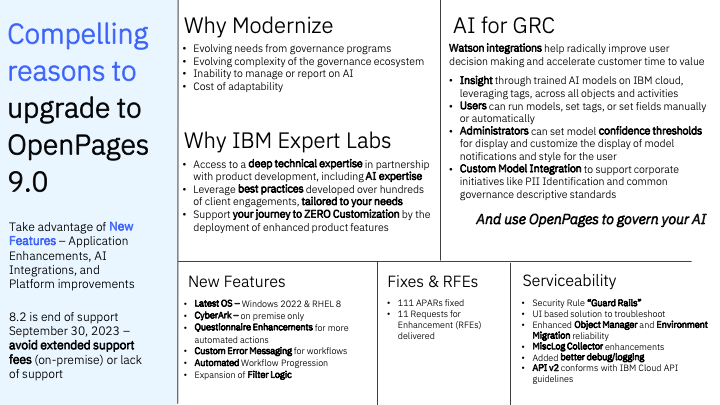 Compelling
reasons to
upgrade to
OpenPages
9.0
Take advantage of New
Features – Application
Enhancements, AI
Integrations, and
Platform improvements
8.2 is end of support
September 30, 2023 –
avoid extended support
fees (on-premise) or lack
of support
Why Modernize
• Evolving needs from governance programs
• Evolving complexity of the governance ecosystem
• Inability to manage or report on AI
• Cost of adaptability
Why IBM Expert Labs
• Access to a deep technical expertise in partnership
with product development, including AI expertise
• Leverage best practices developed over hundreds
of client engagements, tailored to your needs
• Support your journey to ZERO Customization by the
deployment of enhanced product features
AI for GRC
Watson integrations help radically improve user
decision making and accelerate customer time to value
• Insight through trained AI models on IBM cloud,
leveraging tags, across all objects and activities
• Users can run models, set tags, or set fields manually
or automatically
• Administrators can set model confidence thresholds
for display and customize the display of model
notifications and style for the user
• Custom Model Integration to support corporate
initiatives like PII Identification and common
governance descriptive standards
And use OpenPages to govern your AI
New Features
• Latest OS – Windows 2022 & RHEL 8
• CyberArk – on premise only
• Questionnaire Enhancements for more
automated actions
• Custom Error Messaging for workflows
• Automated Workflow Progression
• Expansion of Filter Logic
Fixes & RFEs
• 111 APARs fixed
• 11 Requests for
Enhancement (RFEs)
delivered
Serviceability
• Security Rule “Guard Rails”
• UI based solution to troubleshoot
• Enhanced Object Manager and Environment
Migration reliability
• MiscLog Collector enhancements
• Added better debug/logging
• API v2 conforms with IBM Cloud API
guidelines